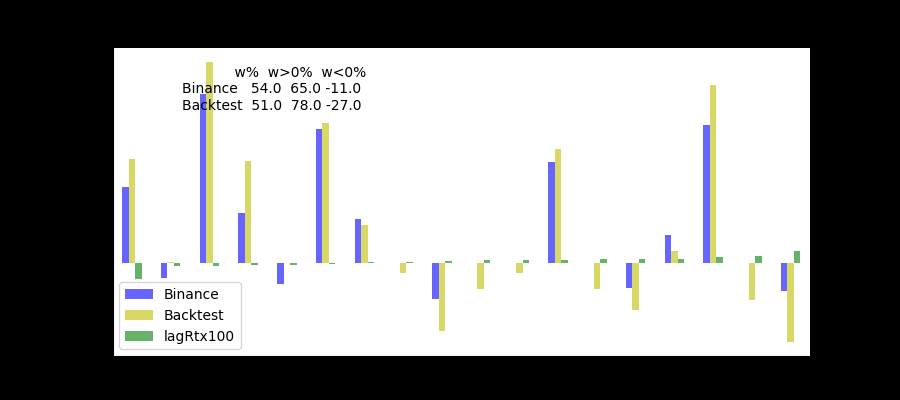 w% w>0% w<0%
Binance 54.0 65.0 -11.0
Backtest 51.0 78.0 -27.0
Binance
Backtest
lagRtx100